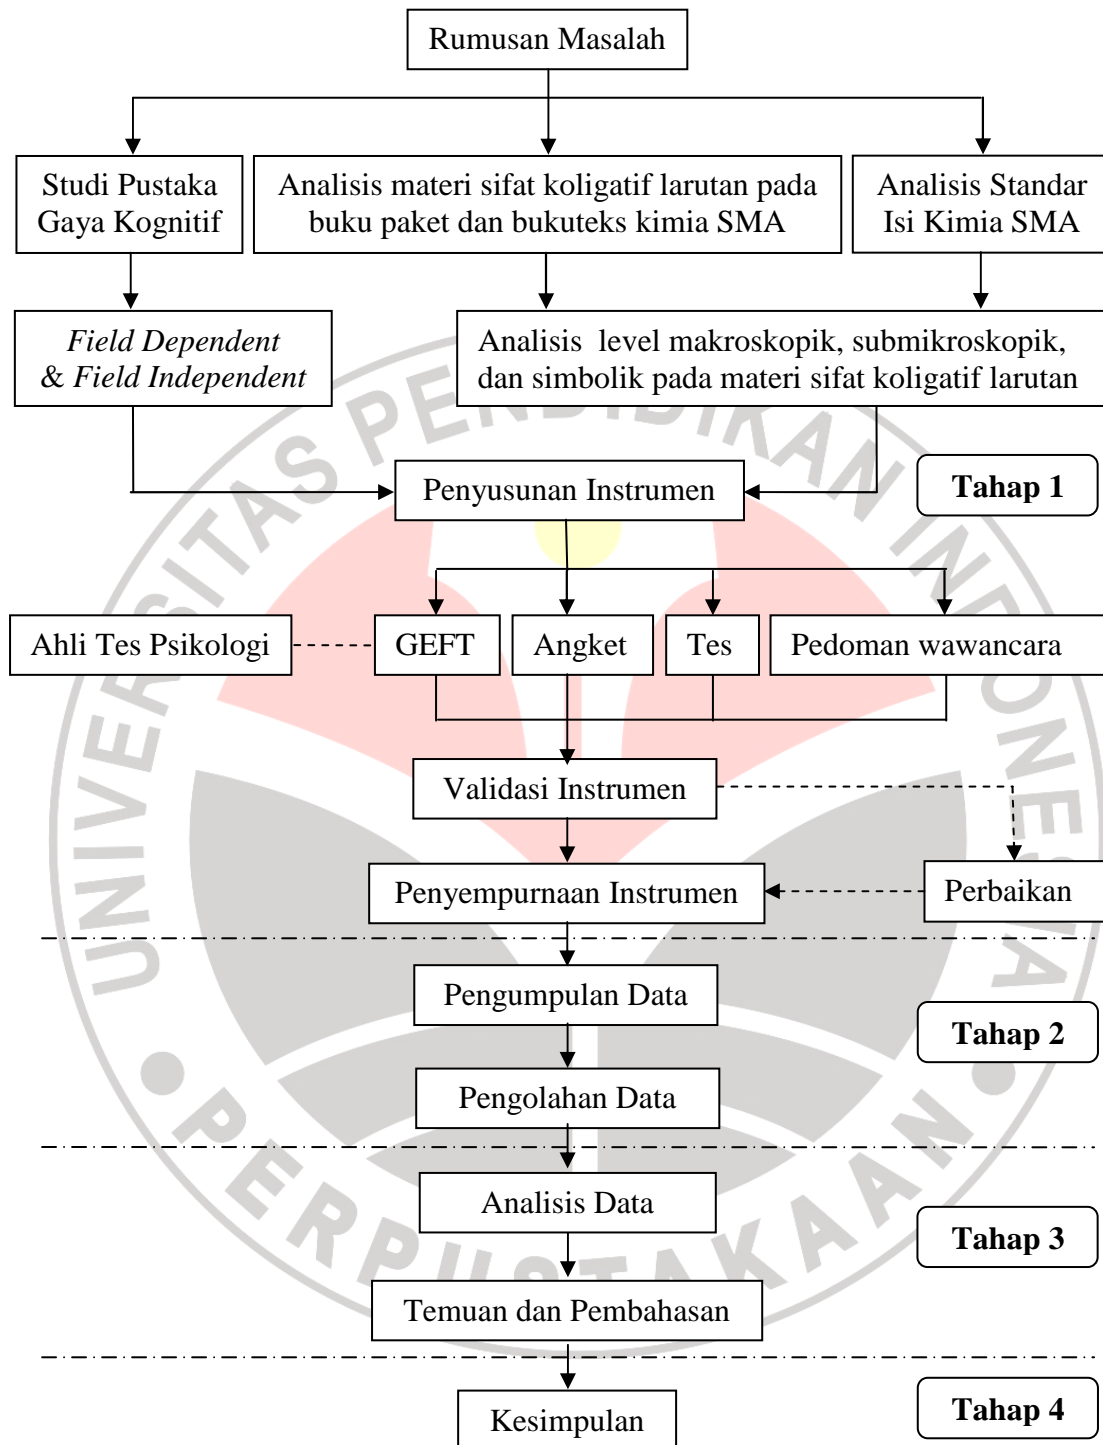 Rumusan Masalah
Studi Pustaka
Gaya Kognitif
Analisis materi sifat koligatif larutan pada
buku paket dan bukuteks kimia SMA
Analisis Standar
Isi Kimia SMA
Field Dependent
& Field Independent
Analisis level makroskopik, submikroskopik,
dan simbolik pada materi sifat koligatif larutan
Penyusunan Instrumen
Tahap 1
Ahli Tes Psikologi
GEFT
Angket
Tes
Pedoman wawancara
Validasi Instrumen
Penyempurnaan Instrumen
Perbaikan
Pengumpulan Data
Tahap 2
Pengolahan Data
Analisis Data
Tahap 3
Temuan dan Pembahasan
Kesimpulan
Tahap 4
UNIVERSITAS PENDIDIKAN INDONESIA
PERPUSTAKAAN